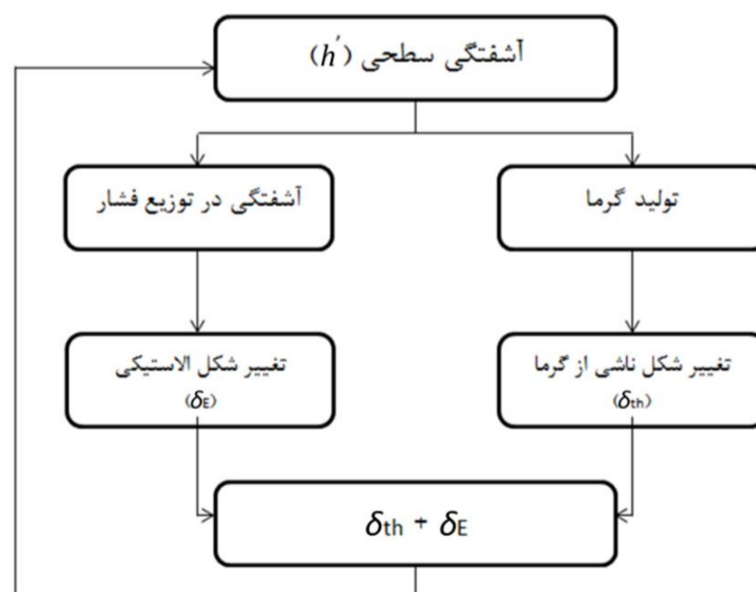 آشفتگی سطحی (h′)
آشفتگی در توزیع فشار
تولید گرما
تغییر شکل الاستیکی
(δE)
تغییر شکل ناشی از گرما
(δth)
δth + δE